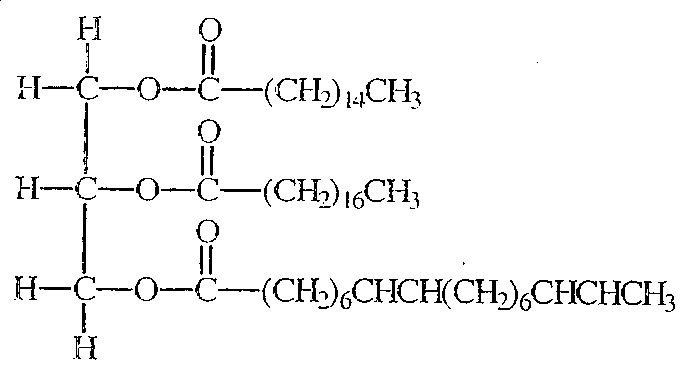 H O
H—C—O—C—(CH₂)₁₄CH₃
O
H—C—O—C—(CH₂)₁₆CH₃
O
H—C—O—C—(CH₂)₆CHCH(CH₂)₆CHCHCH₃
H